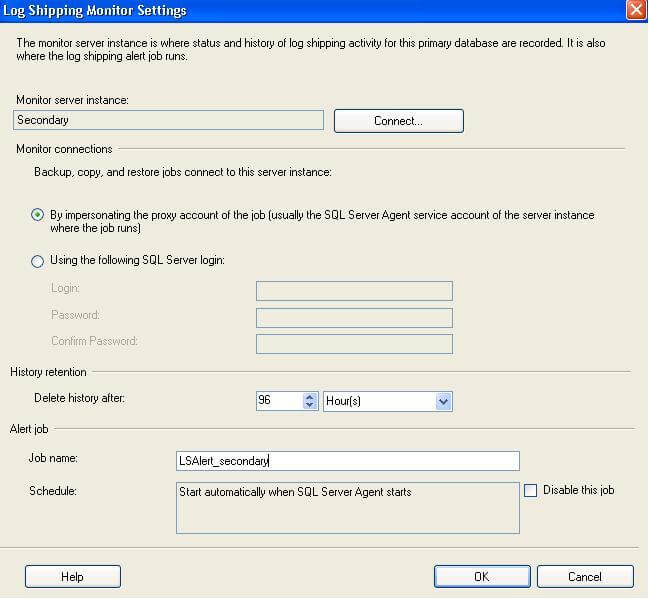 Log Shipping Monitor Settings
The monitor server instance is where status and history of log shipping activity for this primary database are recorded. It is also
where the log shipping alert job runs.
Monitor server instance:
Secondary
Connect...
Monitor connections
Backup, copy, and restore jobs connect to this server instance:
By impersonating the proxy account of the job (usually the SQL Server Agent service account of the server instance
where the job runs)
Using the following SQL Server login:
Login:
Password:
Confirm Password:
History retention
Delete history after:
96
Hour(s)
Alert job
Job name:
LSAlert_secondary
Schedule:
Start automatically when SQL Server Agent starts
Disable this job
Help
OK
Cancel